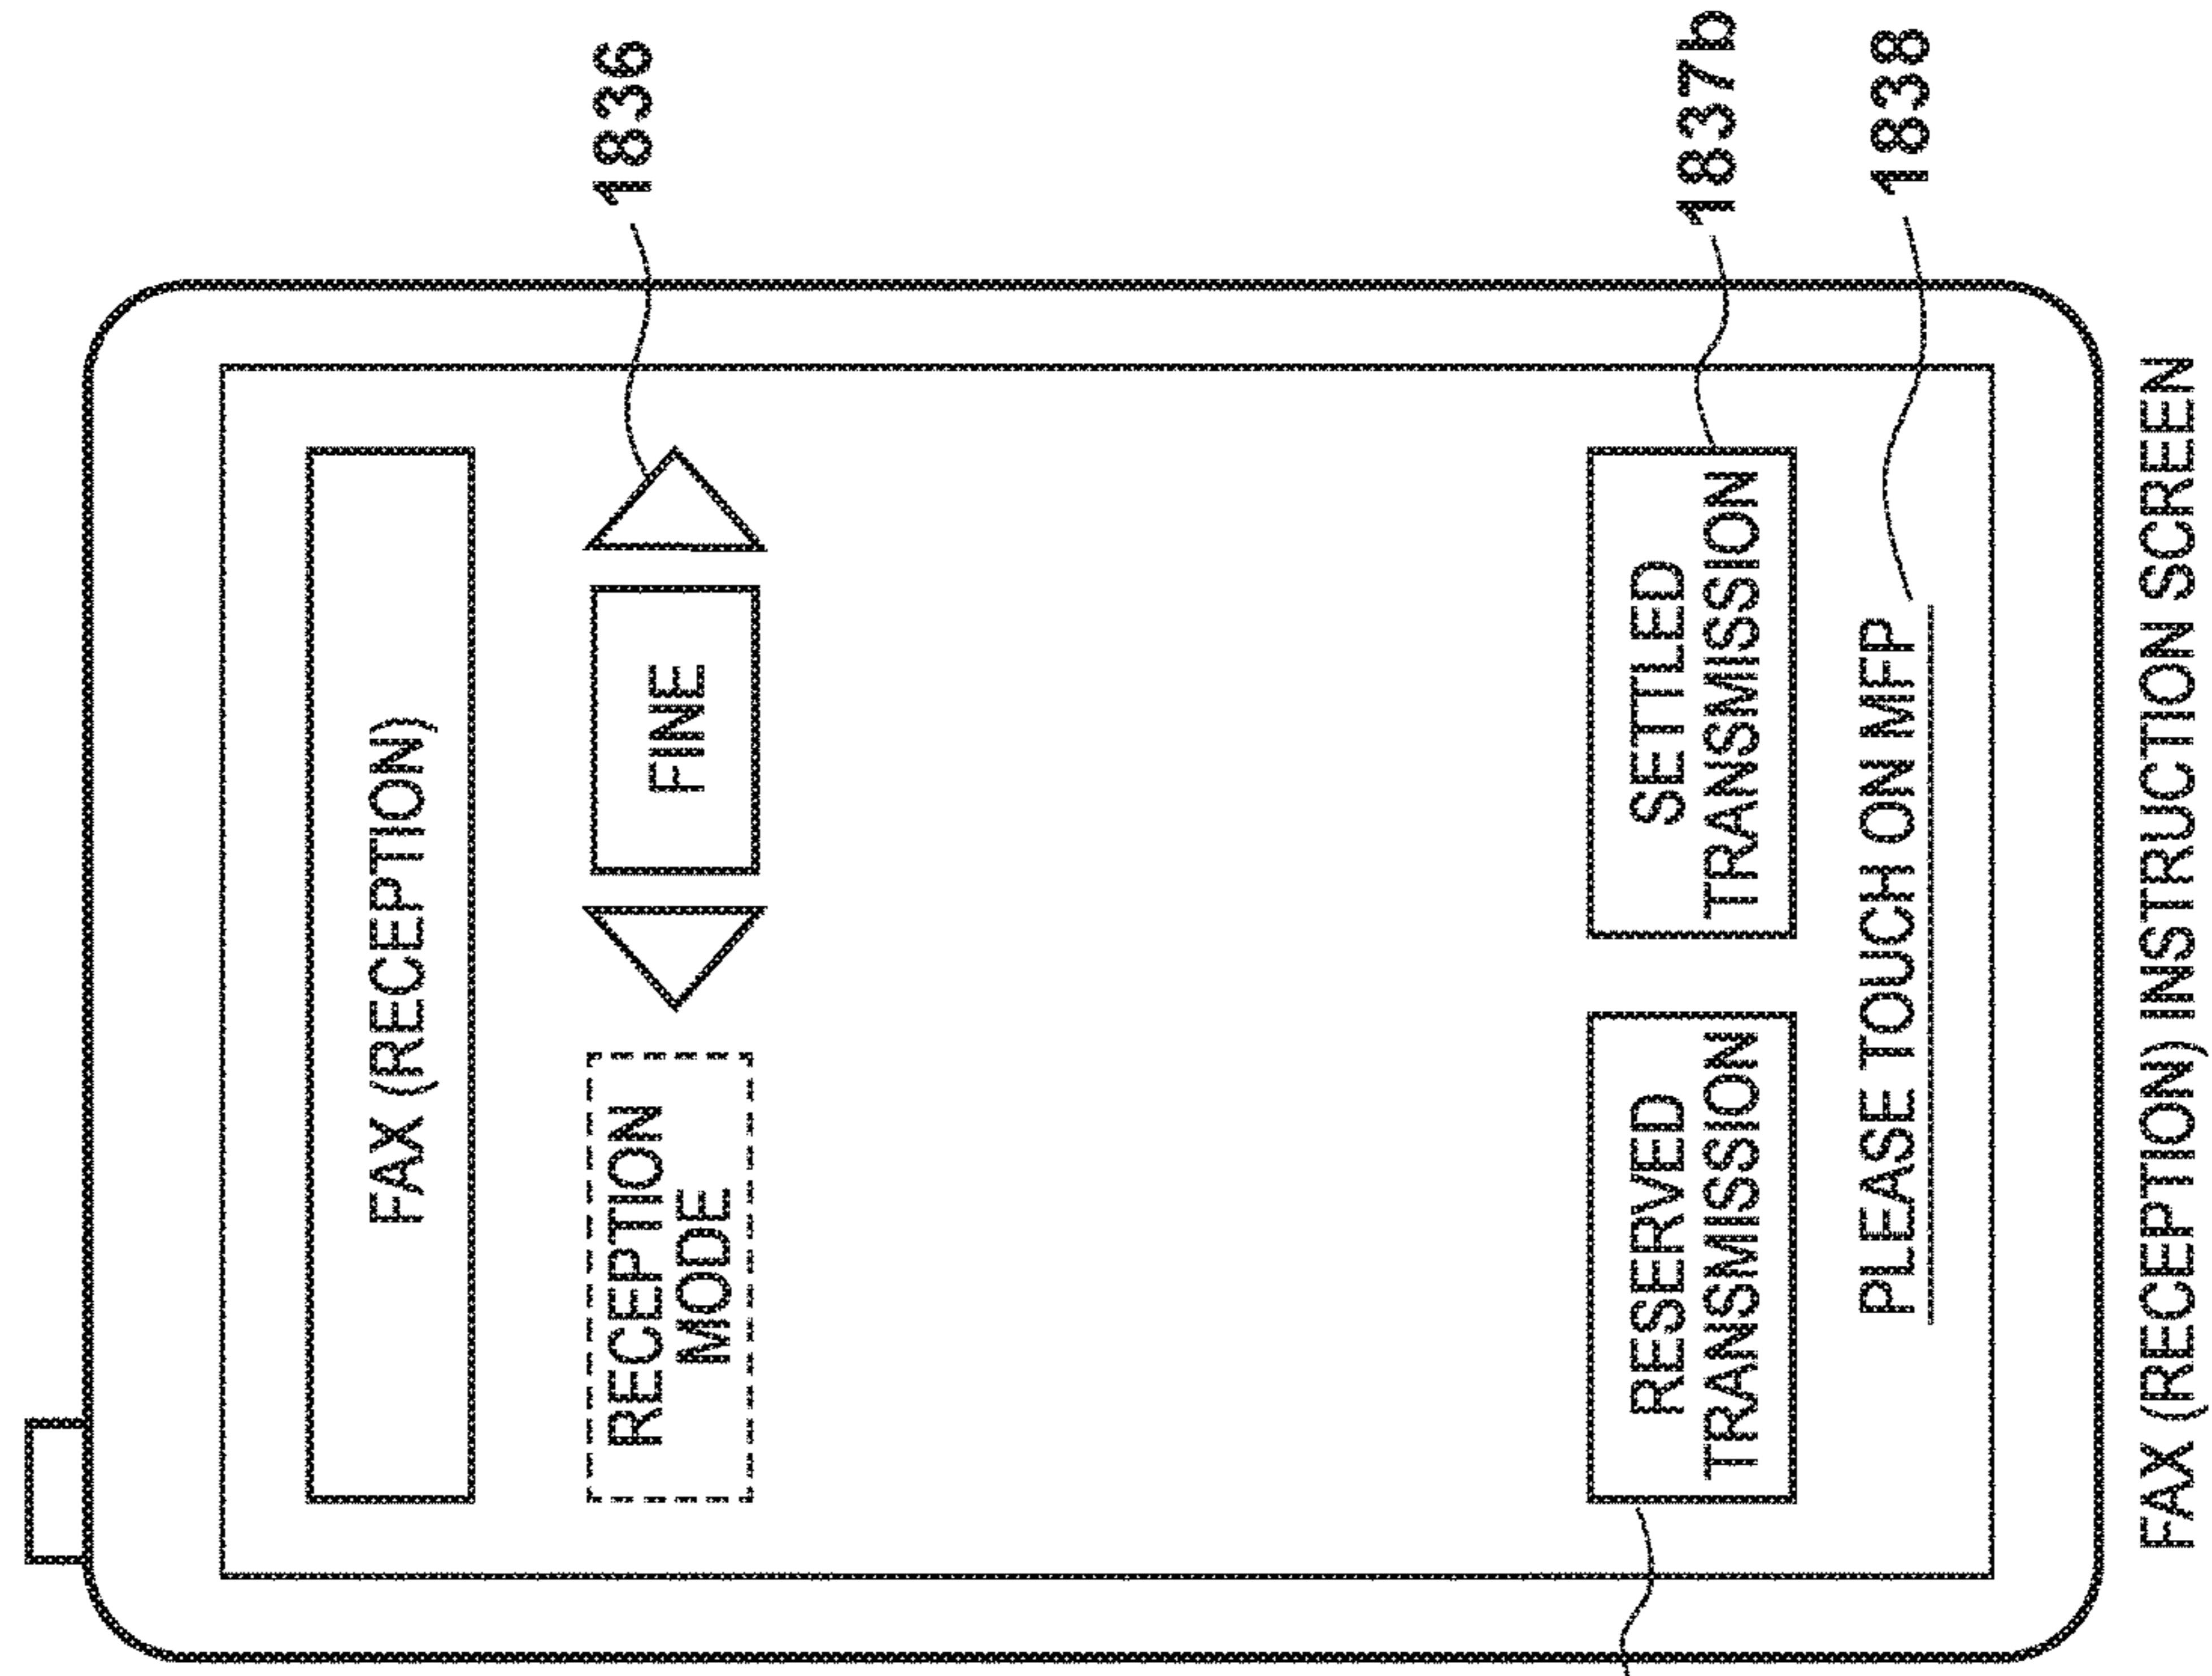 FAX (RECEPTION)
RECEPTION
MODE
FINE
1836
RESERVED
TRANSMISSION
SETTLED
TRANSMISSION
1837b
PLEASE TOUCH ON MFP
1838
FAX (RECEPTION) INSTRUCTION SCREEN